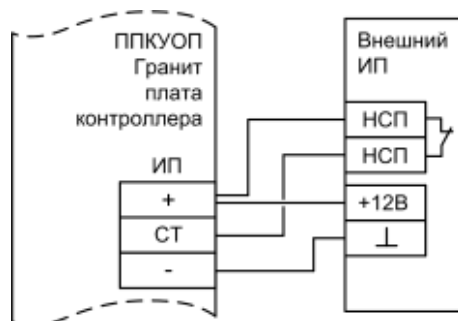 ППКУОП
Гранит
плата
контроллера
ИП
+
СТ
-
Внешний
ИП
НСП
НСП
+12В
⊥